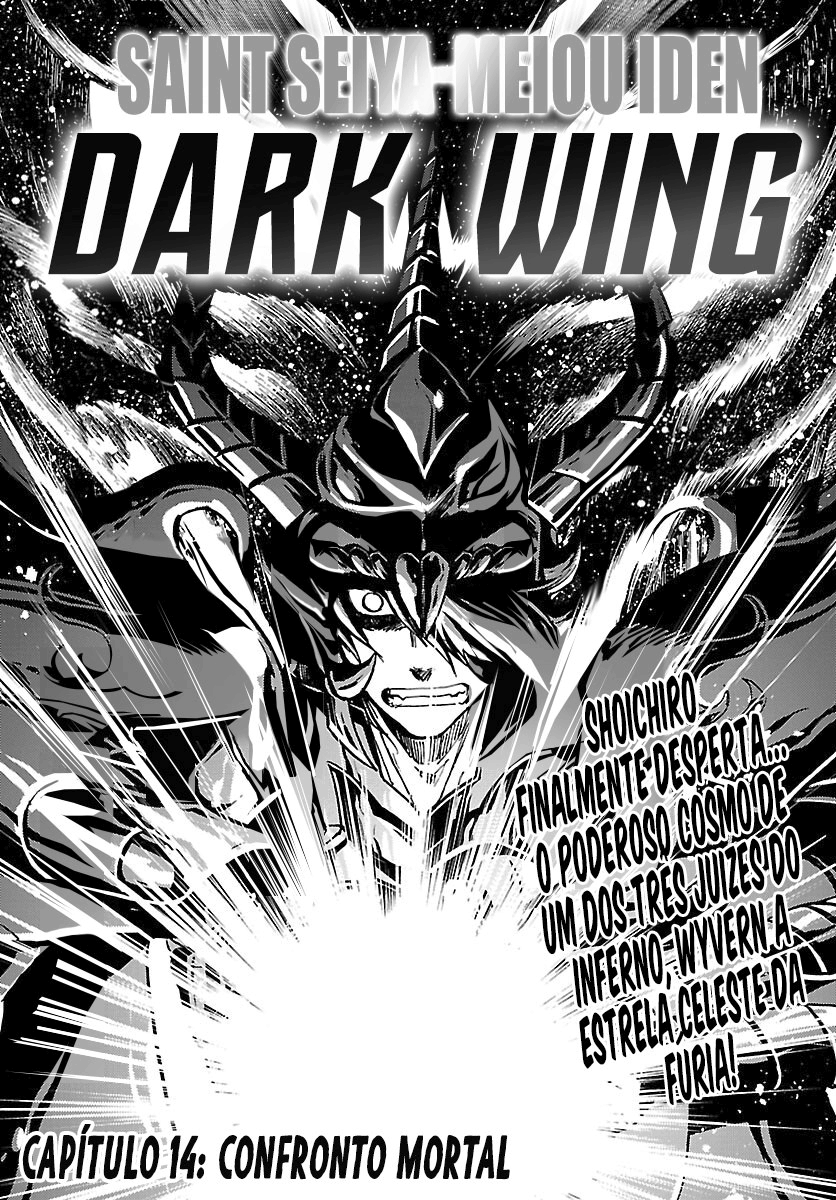 SAINT SEIYA MEIOU IDEN
DARK WING
SHOICHIRO
FINALMENTE DESPERTA...
O PODEROSO COSMO DE
UM DOS TRÊS JUIZES DO
INFERNO, WYVERN A
ESTRELA CELESTE DA
FÚRIA!
CAPÍTULO 14: CONFRONTO MORTAL